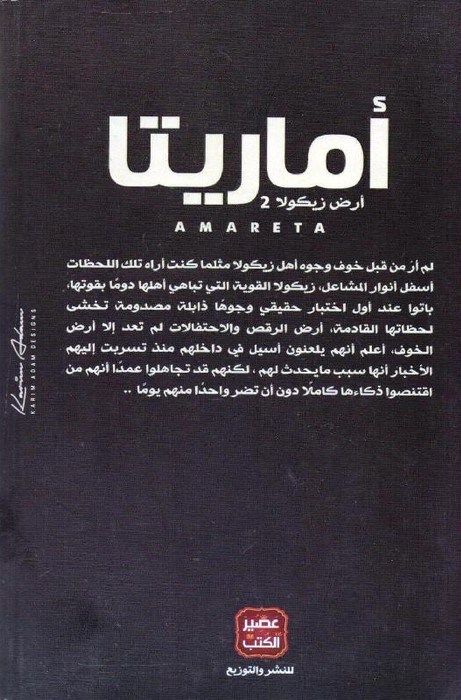 أماريتا
أرض زيكولا 2
AMARETA
لم أرَ من قبل خوف وجوه أهل زيكولا مثلما كنت أراه تلك اللحظات
أسفل أنوار المشاعل، زيكولا القوية التي تباهي أهلها دومًا بقوتها،
باتوا عند أول اختبار حقيقي وجوهًا ذابلة مصدومة تخشى
لحظاتها القادمة، أرض الرقص والاحتفالات لم تعد إلا أرض
الخوف، أعلم أنهم يلعنون أسيل في داخلهم منذ تسربت إليهم
الأخبار أنها سبب مايحدث لهم ، لكنهم قد تجاهلوا عمدًا أنهم من
اقتنصوا ذكاءها كاملًا دون أن تضر واحدًا منهم يومًا ..
Karim Adam
KARIM ADAM DESIGNS
عصير
الكتب
للنشر والتوزيع